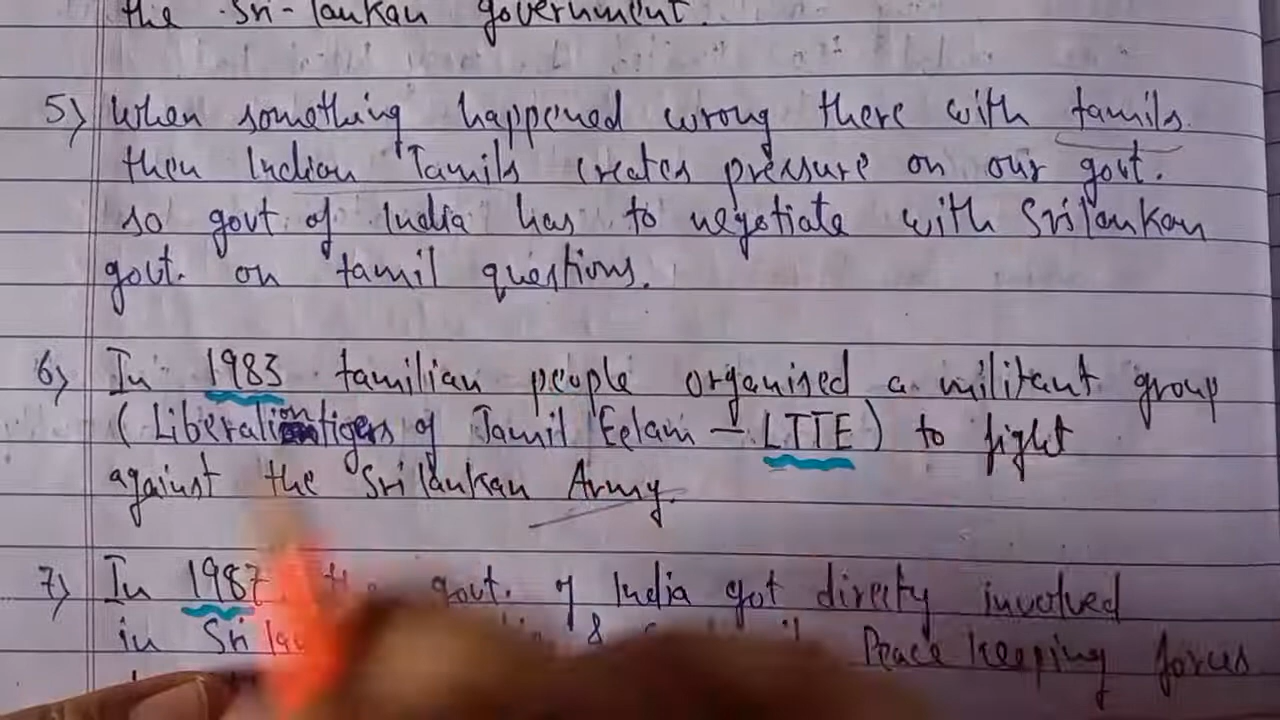 the Sri-lankan government.
5) When something happened wrong there with tamils.
then Indian Tamils creates pressure on our govt.
so govt of India has to negotiate with Srilankan
govt. on tamil questions.
6) In 1983 tamilian people organised a militant group
(Liberation tigers of Tamil Eelam – LTTE) to fight
against the Srilankan Army.
7) In 1987 govt. of India got directy involved
in Sri & Peace keeping forces